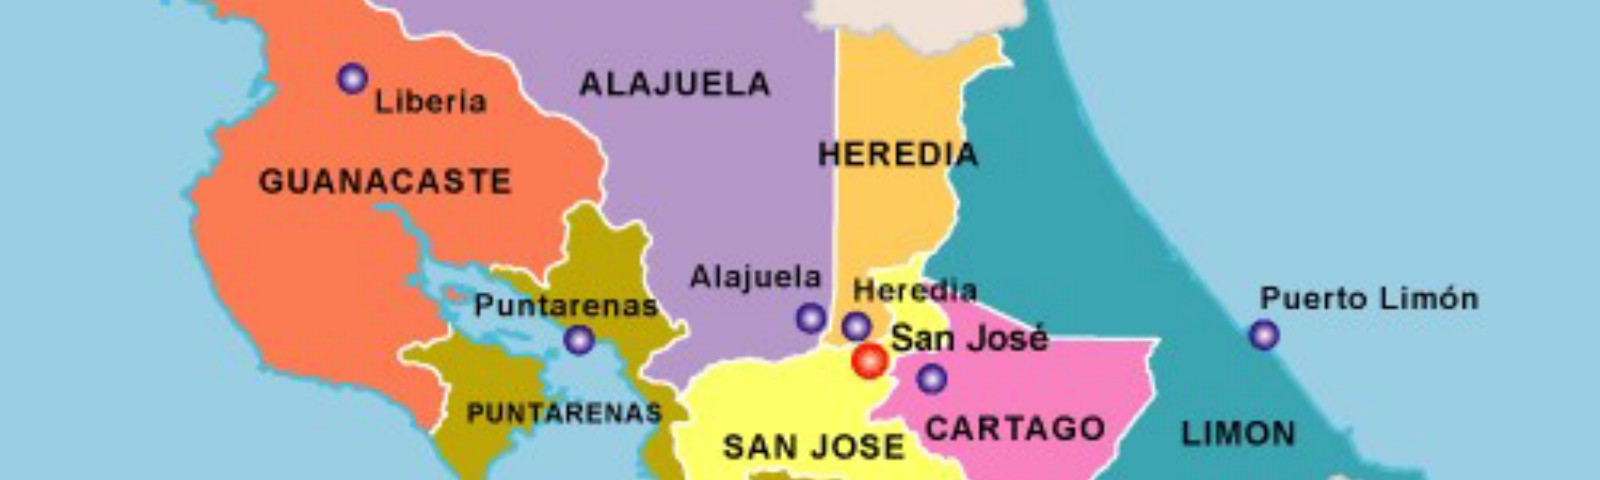 ALAJUELA
Liberia
HEREDIA
GUANACASTE
Alajuela
Heredia
Puntarenas
Puerto Limón
San José
PUNTARENAS
CARTAGO
LIMON
SAN JOSE